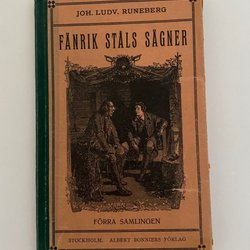 JOH. LUDV. RUNEBERG
FÄNRIK STÅLS SÄGNER
FÖRRA SAMLINGEN
STOCKHOLM. ALBERT BONNIERS FÖRLAG